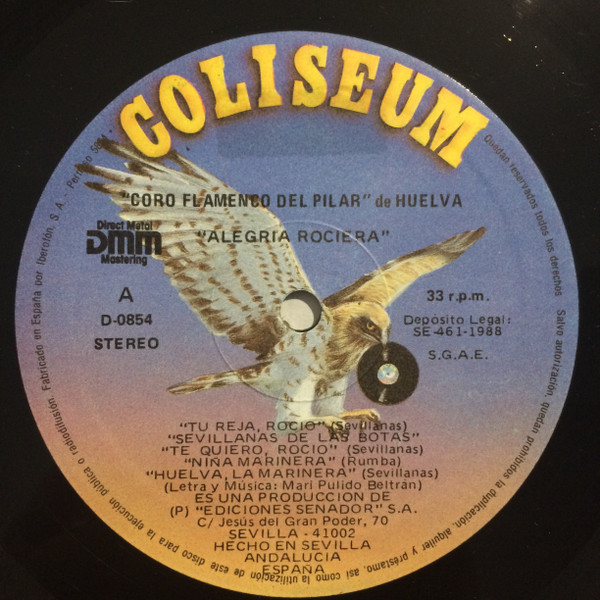 COLISEUM
"CORO FLAMENCO DEL PILAR" de HUELVA
"ALEGRIA ROCIERA"
Direct Metal
DMM
Mastering
A
D-0854
STEREO
33 r.p.m.
Depósito Legal:
SE-461-1988
S.G.A.E.
"TU REJA, ROCIO" (Sevillanas)
"SEVILLANAS DE LAS BOTAS"
"TE QUIERO, ROCIO" (Sevillanas)
"NIÑA MARINERA" (Rumba)
"HUELVA, LA MARINERA" (Sevillanas)
(Letra y Música: Mari Pulido Beltrán)
ES UNA PRODUCCION DE
(P) "EDICIONES SENADOR" S.A.
C/ Jesús del Gran Poder, 70
SEVILLA - 41002
HECHO EN SEVILLA
ANDALUCIA
ESPAÑA
Quedan reservados todos los derechos. Salvo autorización, quedan prohibidos la duplicación, alquiler y préstamo, así como la utilización de este disco para la ejecución pública o radiodifusión. Fabricado en España por Iberofón, S. A. -